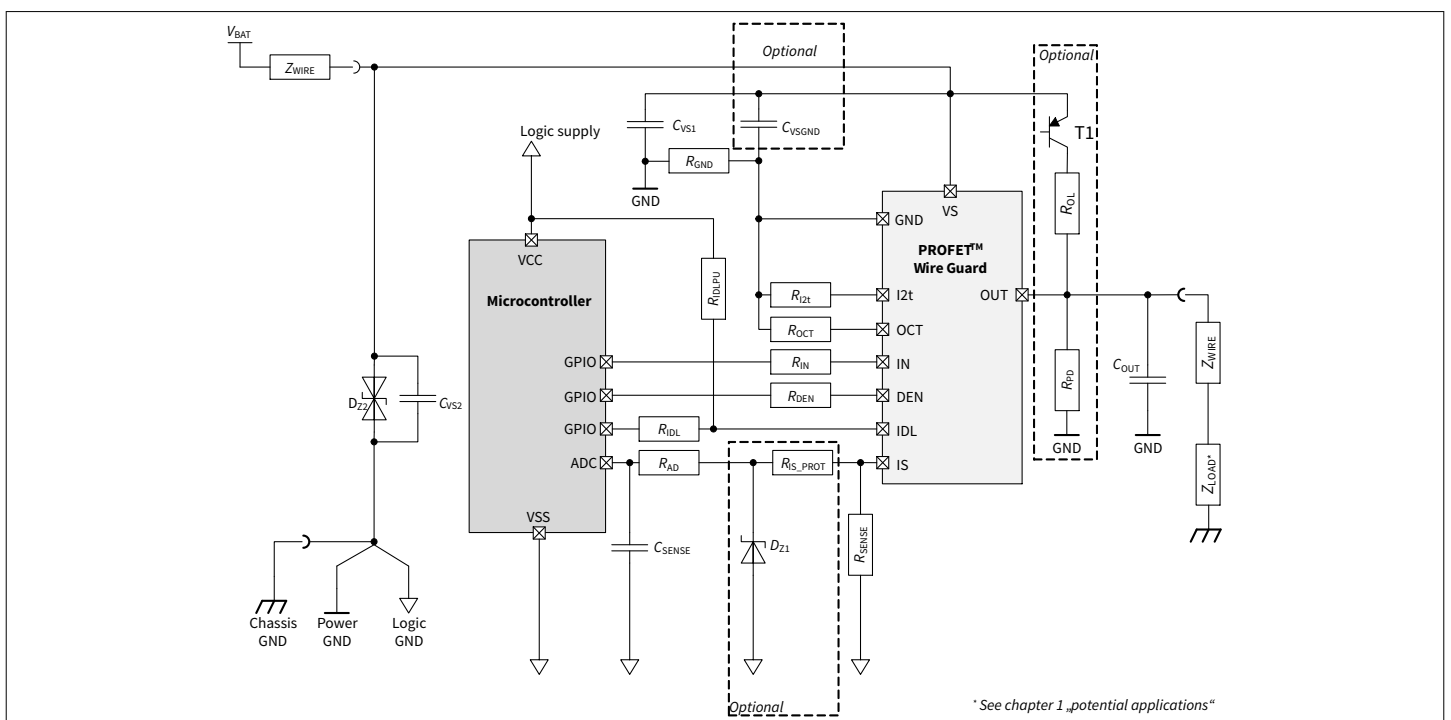 VBAT
ZWIRE
Optional
Optional
CVS1
CVSGND
T1
Logic supply
RGND
GND
ROL
VS
GND
PROFET™
Wire Guard
VCC
Microcontroller
RIDLPU
RI2t
I2t
OUT
ROCT
OCT
GPIO
RIN
IN
ZWIRE
COUT
RPD
DZ2
CVS2
GPIO
RDEN
DEN
GPIO
RIDL
IDL
GND
GND
ADC
RAD
RIS_PROT
IS
ZLOAD*
VSS
CSENSE
DZ1
RSENSE
Chassis
GND
Power
GND
Logic
GND
Optional
* See chapter 1 „potential applications“